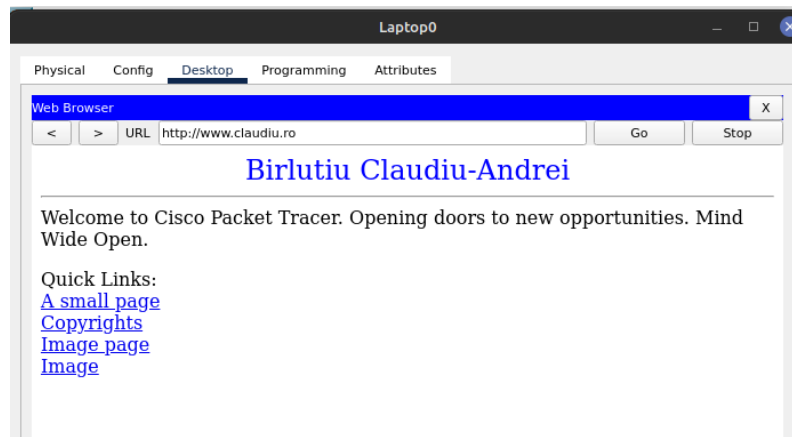 Laptop0
Physical Config Desktop Programming Attributes
Web Browser X
< > URL http://www.claudiu.ro Go Stop
Birlutiu Claudiu-Andrei
Welcome to Cisco Packet Tracer. Opening doors to new opportunities. Mind
Wide Open.
Quick Links:
A small page
Copyrights
Image page
Image